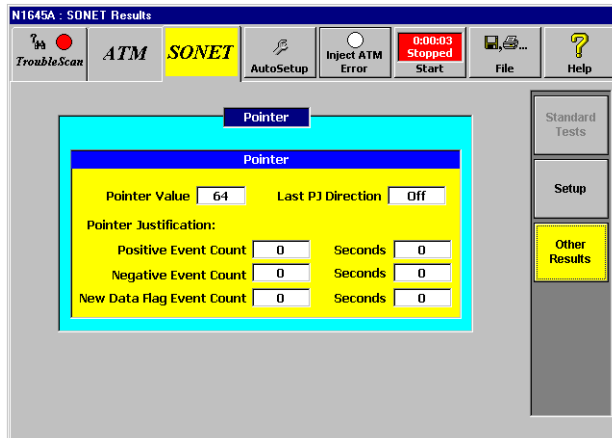 N1645A : SONET Results
TroubleScan
ATM
SONET
AutoSetup
Inject ATM
Error
0:00:03
Stopped
Start
File
? Help
Standard
Tests
Setup
Other
Results
Pointer
Pointer
Pointer Value 64 Last PJ Direction Off
Pointer Justification:
Positive Event Count 0 Seconds 0
Negative Event Count 0 Seconds 0
New Data Flag Event Count 0 Seconds 0